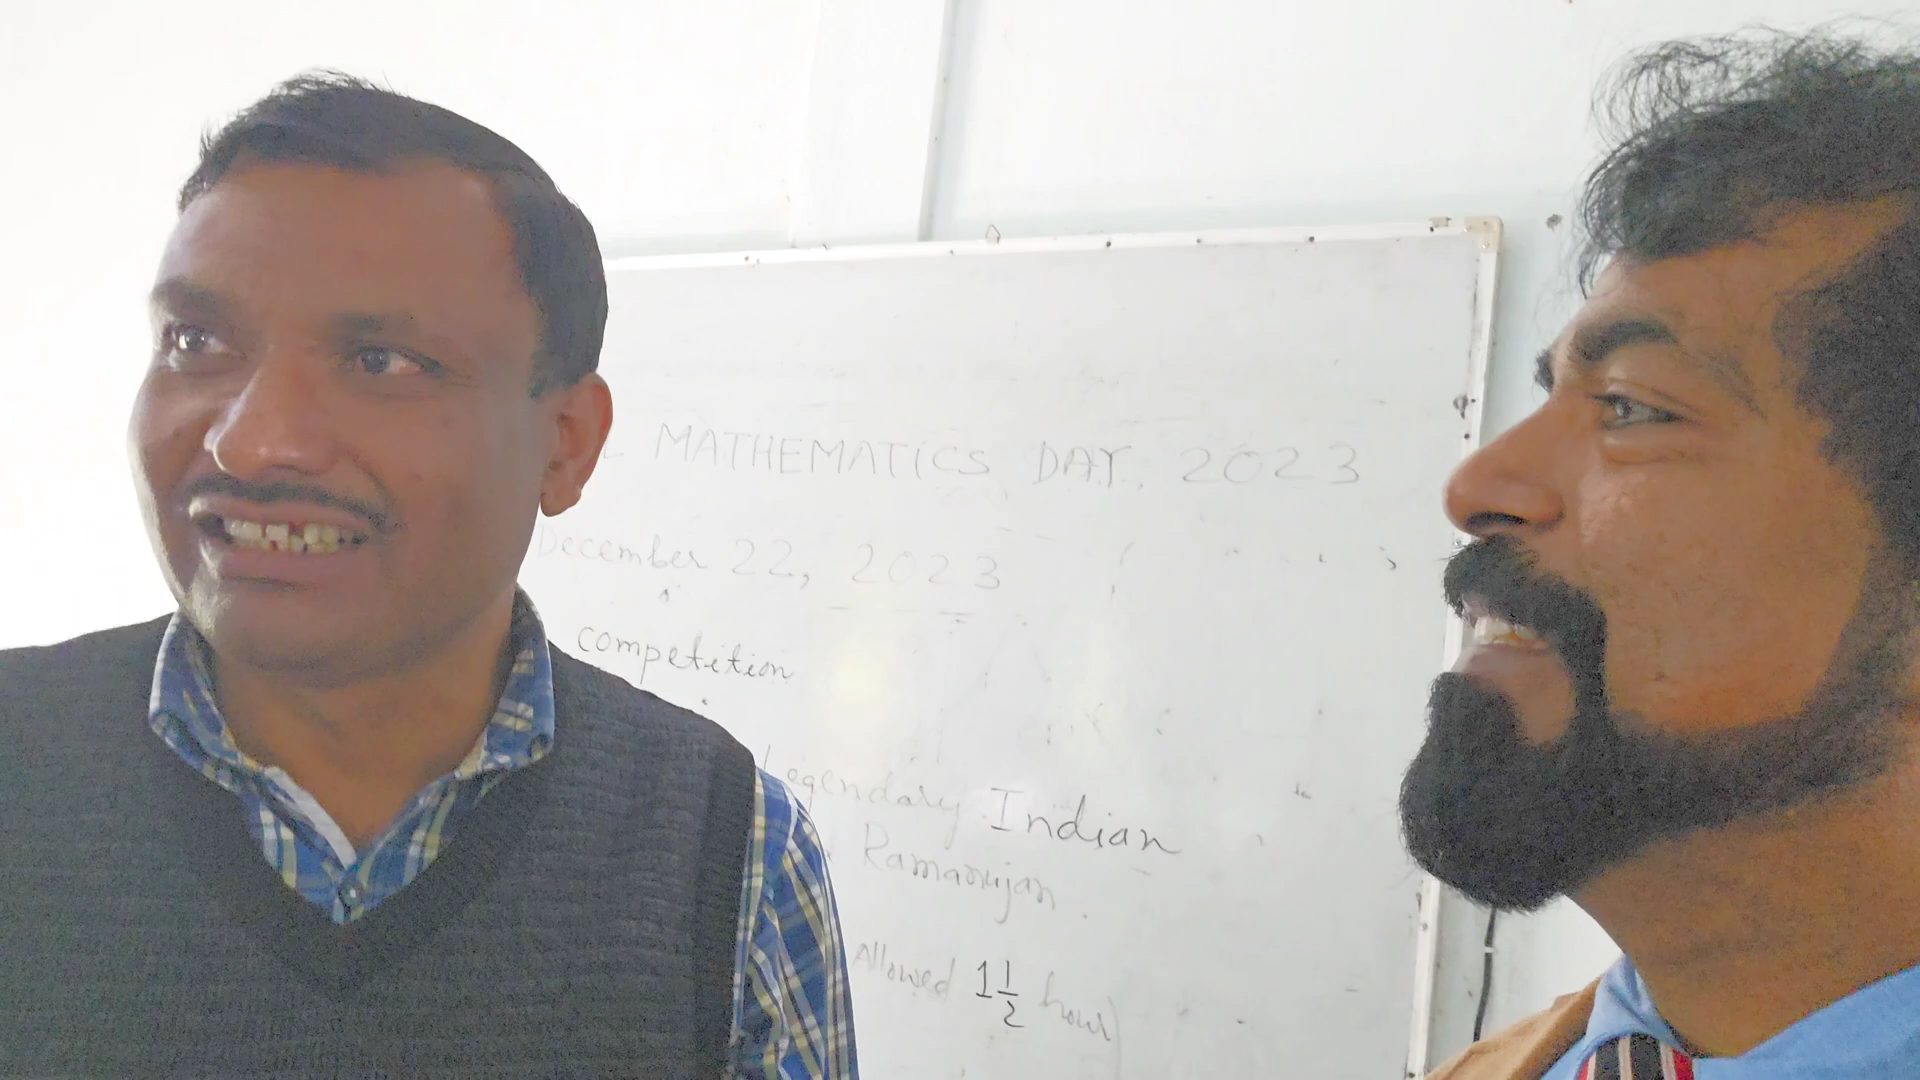 L MATHEMATICS DAY, 2023
December 22, 2023
competition
Legendary Indian
Ramanujan.
Allowed 1 1/2 hour